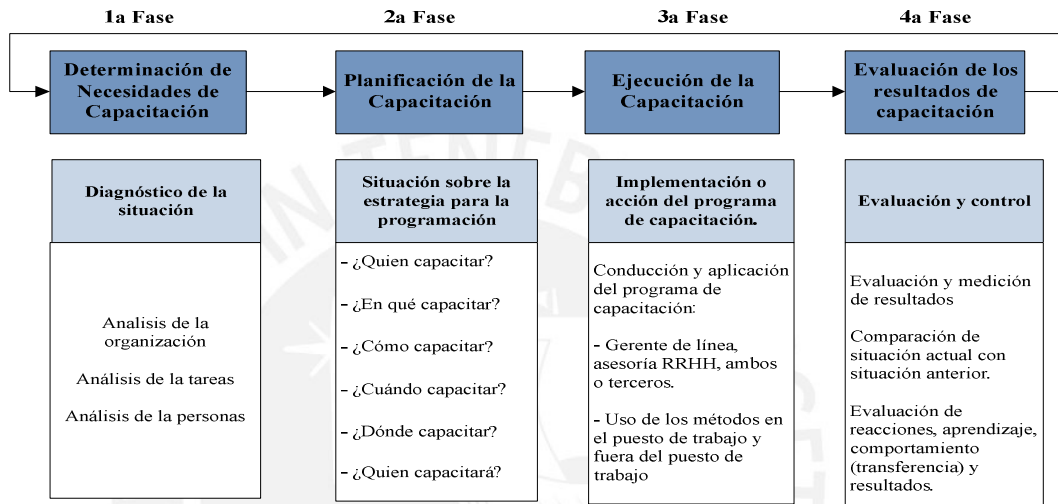 1a Fase
Determinación de
Necesidades de
Capacitación
Diagnóstico de la
situación
Analisis de la
organización
Análisis de la tareas
Análisis de la personas
2a Fase
Planificación de la
Capacitación
Situación sobre la
estrategia para la
programación
- ¿Quien capacitar?
- ¿En qué capacitar?
- ¿Cómo capacitar?
- ¿Cuándo capacitar?
- ¿Dónde capacitar?
- ¿Quien capacitará?
3a Fase
Ejecución de la
Capacitación
Implementación o
acción del programa
de capacitación.
Conducción y aplicación
del programa de
capacitación:
- Gerente de línea,
asesoría RRHH, ambos
o terceros.
- Uso de los métodos en
el puesto de trabajo y
fuera del puesto de
trabajo
4a Fase
Evaluación de los
resultados de
capacitación
Evaluación y control
Evaluación y medición
de resultados
Comparación de
situación actual con
situación anterior.
Evaluación de
reacciones, aprendizaje,
comportamiento
(transferencia) y
resultados.
IN TENEB